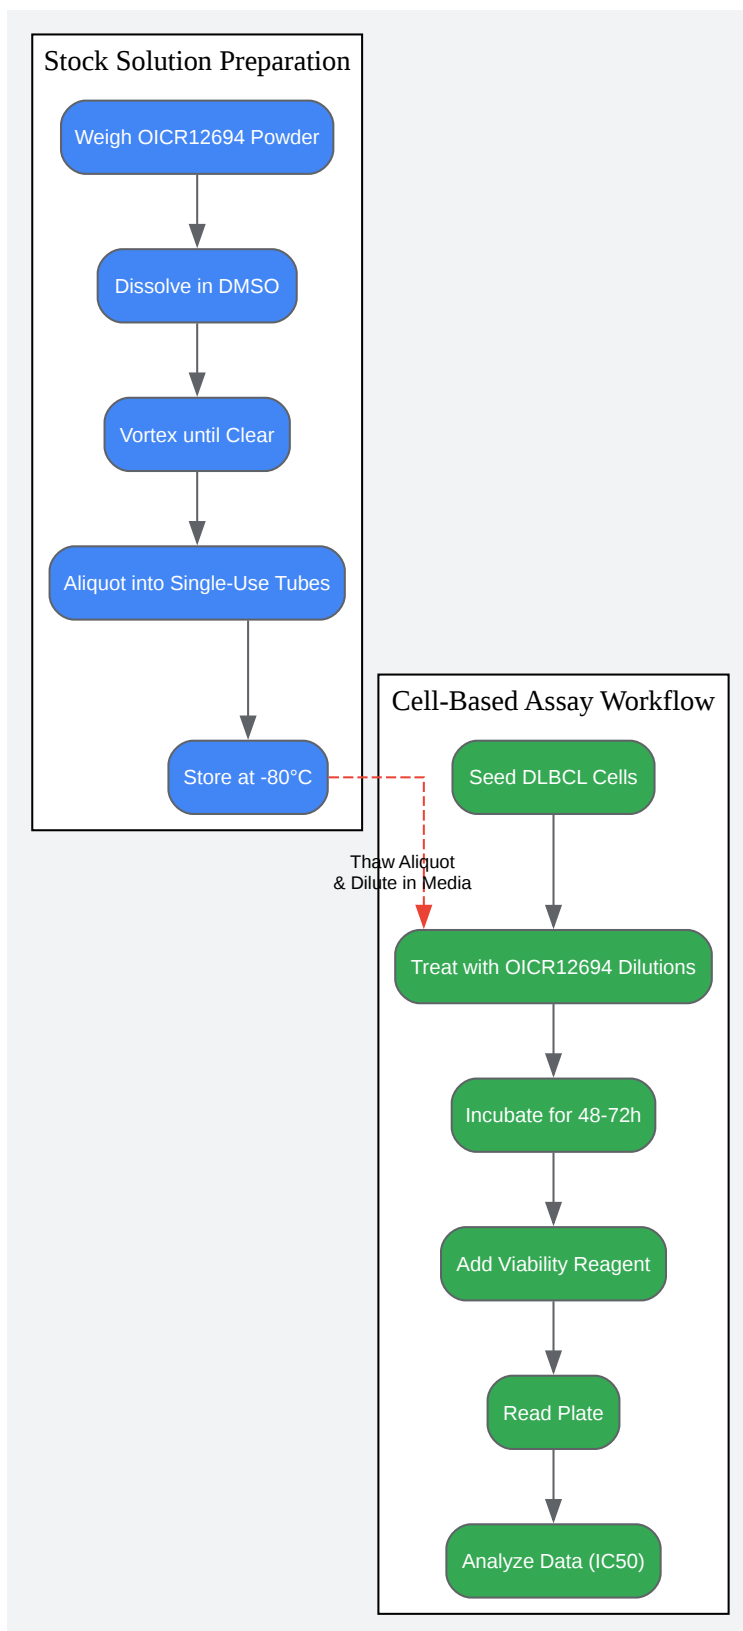 Stock Solution Preparation
Weigh OICR12694 Powder
Dissolve in DMSO
Vortex until Clear
Aliquot into Single-Use Tubes
Store at -80°C
Thaw Aliquot
& Dilute in Media
Cell-Based Assay Workflow
Seed DLBCL Cells
Treat with OICR12694 Dilutions
Incubate for 48-72h
Add Viability Reagent
Read Plate
Analyze Data (IC50)